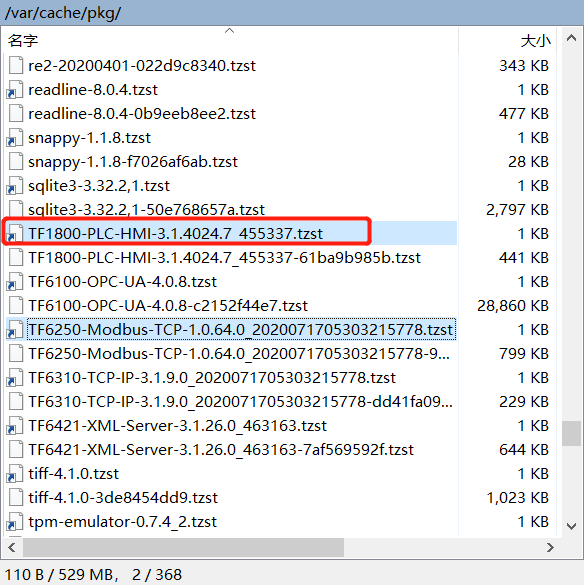 /var/cache/pkg/
名字 大小
re2-20200401-022d9c8340.tzst 343 KB
readline-8.0.4.tzst 1 KB
readline-8.0.4-0b9eeb8ee2.tzst 477 KB
snappy-1.1.8.tzst 1 KB
snappy-1.1.8-f7026af6ab.tzst 28 KB
sqlite3-3.32.2,1.tzst 1 KB
sqlite3-3.32.2,1-50e768657a.tzst 2,797 KB
TF1800-PLC-HMI-3.1.4024.7_455337.tzst 1 KB
TF1800-PLC-HMI-3.1.4024.7_455337-61ba9b985b.tzst 441 KB
TF6100-OPC-UA-4.0.8.tzst 1 KB
TF6100-OPC-UA-4.0.8-c2152f44e7.tzst 28,860 KB
TF6250-Modbus-TCP-1.0.64.0_2020071705303215778.tzst 1 KB
TF6250-Modbus-TCP-1.0.64.0_2020071705303215778-9... 799 KB
TF6310-TCP-IP-3.1.9.0_2020071705303215778.tzst 1 KB
TF6310-TCP-IP-3.1.9.0_2020071705303215778-dd41fa09... 229 KB
TF6421-XML-Server-3.1.26.0_463163.tzst 1 KB
TF6421-XML-Server-3.1.26.0_463163-7af569592f.tzst 644 KB
tiff-4.1.0.tzst 1 KB
tiff-4.1.0-3de8454dd9.tzst 1,023 KB
tpm-emulator-0.7.4_2.tzst 1 KB
110 B / 529 MB， 2 / 368